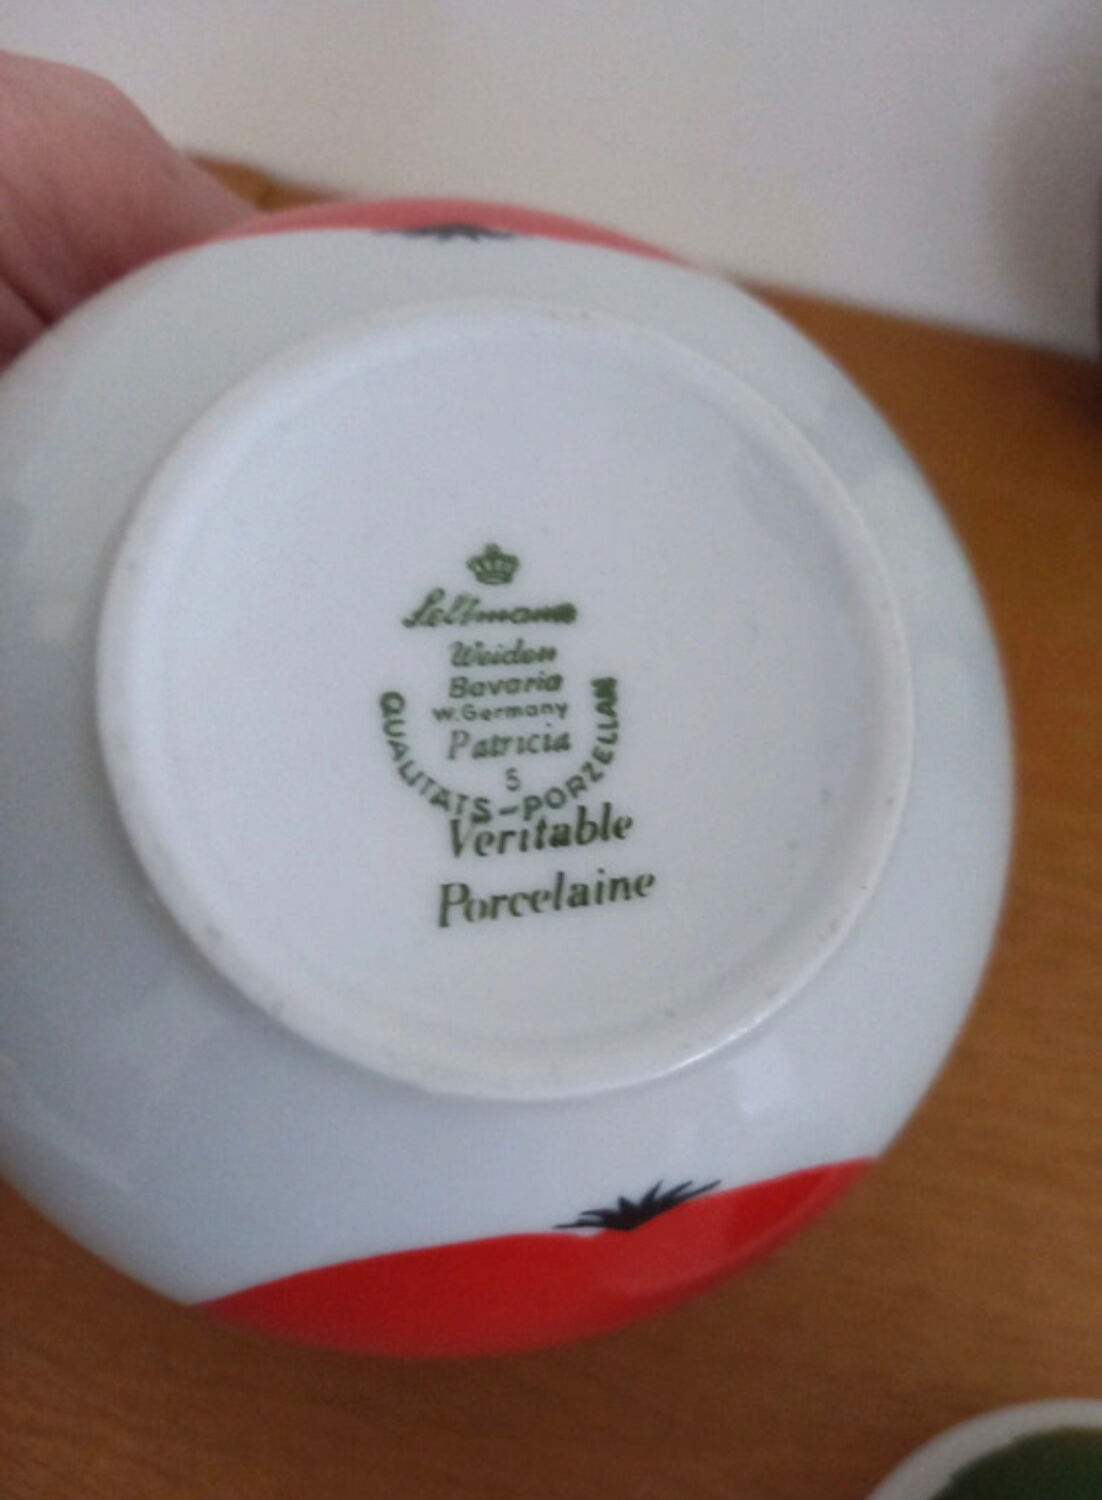 Seltmann
Weiden
Bavaria
W. Germany
Patricia
5
QUALITÄTS-PORZELLAN
Veritable
Porcelaine